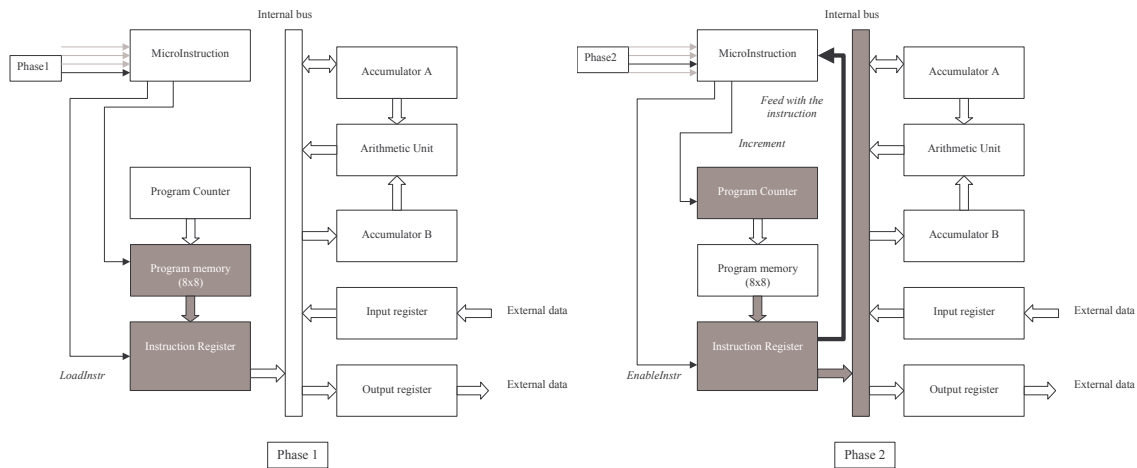 Internal bus
MicroInstruction
Phase1
Accumulator A
Arithmetic Unit
Program Counter
Accumulator B
Program memory
(8x8)
Input register
External data
Instruction Register
LoadInstr
Output register
External data
Phase 1
Internal bus
MicroInstruction
Phase2
Accumulator A
Feed with the
instruction
Increment
Arithmetic Unit
Program Counter
Accumulator B
Program memory
(8x8)
Input register
External data
Instruction Register
EnableInstr
Output register
External data
Phase 2